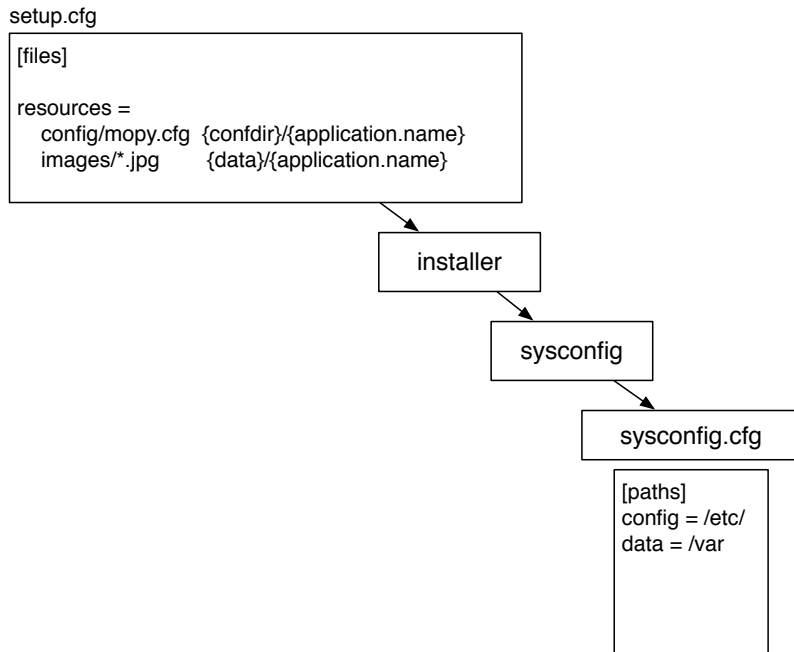 setup.cfg
[files]
resources =
config/mopy.cfg {confdir}/{application.name}
images/*.jpg {data}/{application.name}
installer
sysconfig
sysconfig.cfg
[paths]
config = /etc/
data = /var